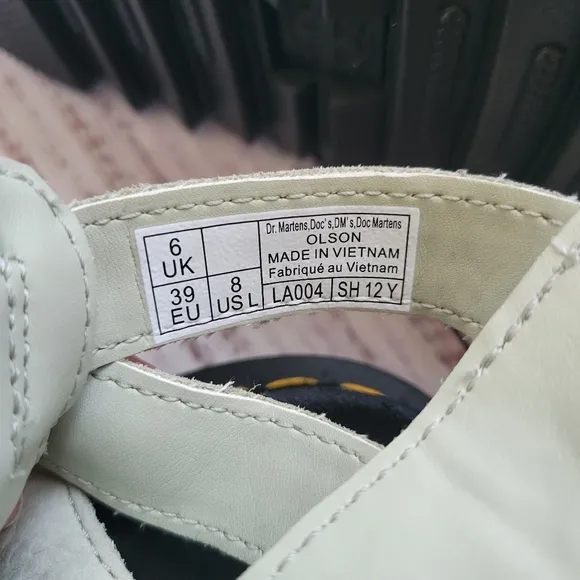 6
UK
39
EU
8
US L
Dr. Martens,Doc's,DM's,Doc Martens
OLSON
MADE IN VIETNAM
Fabriqué au Vietnam
LA004
SH 12 Y